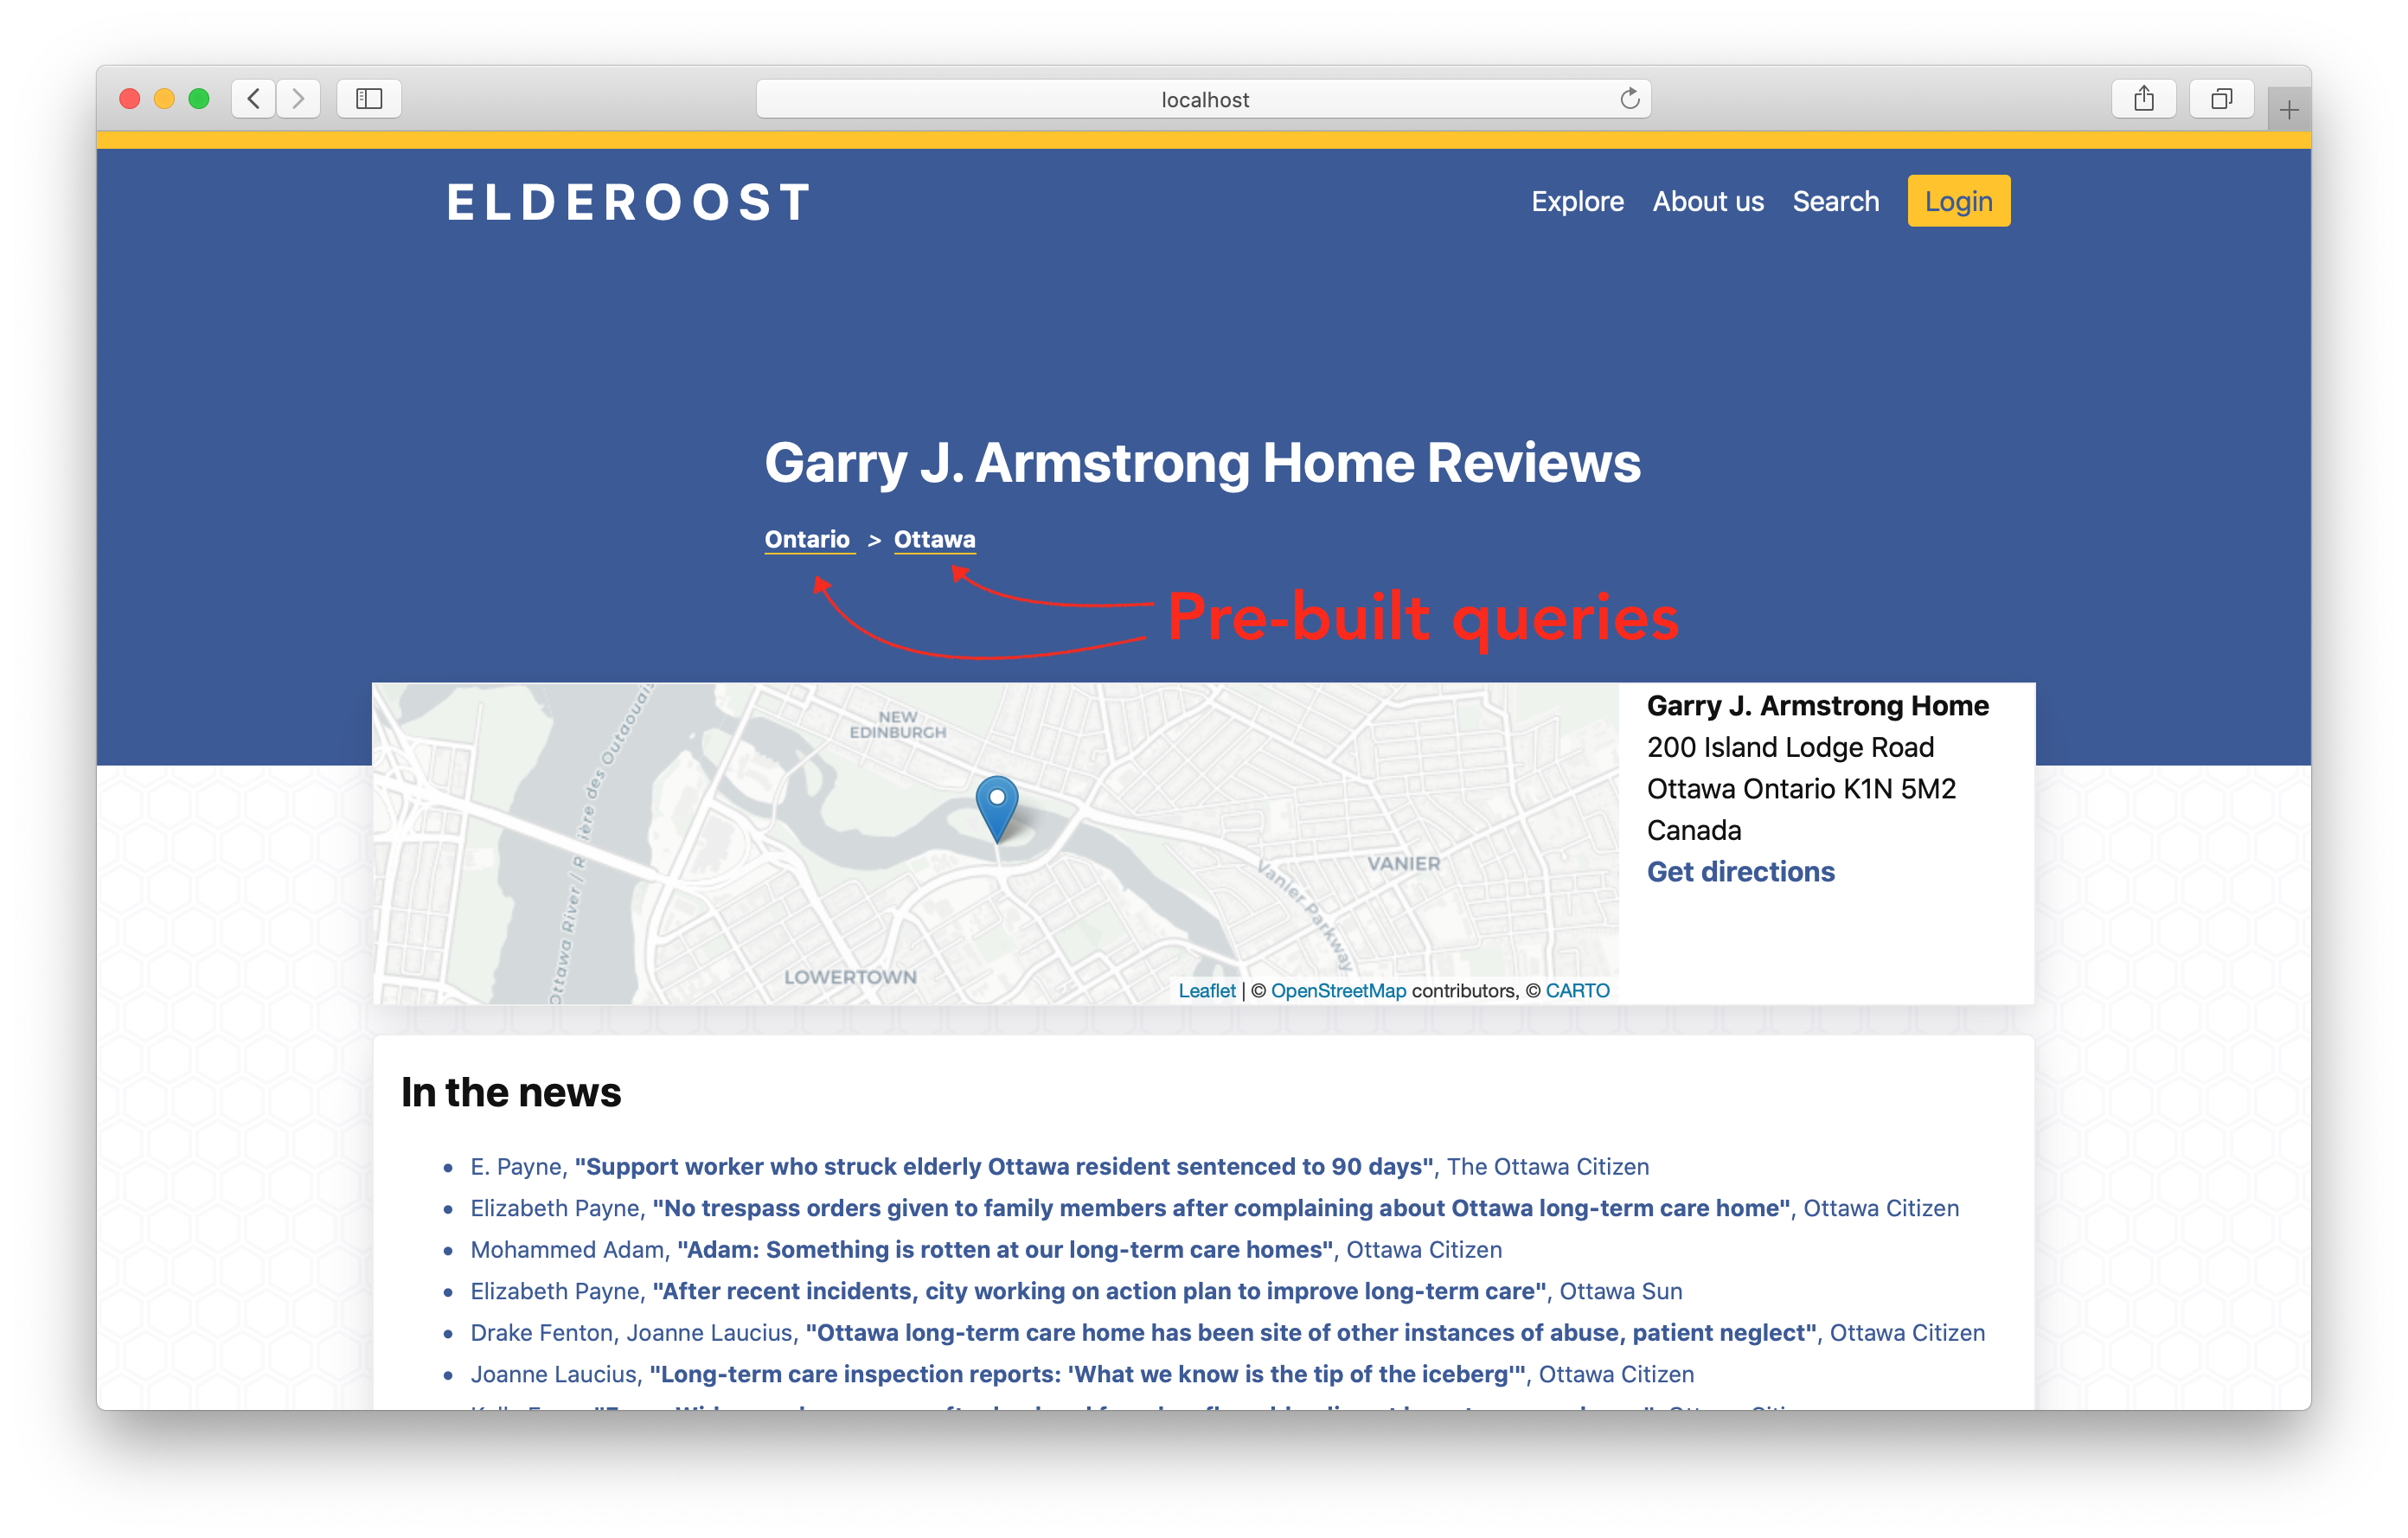 localhost
ELDEROOST
Explore About us Search Login
Garry J. Armstrong Home Reviews
Ontario > Ottawa
Pre-built queries
NEW
EDINBURGH
Ottawa River / Rivière des Outaouais
VANIER
Vanier Parkway
LOWERTOWN
Leaflet | © OpenStreetMap contributors, © CARTO
Garry J. Armstrong Home
200 Island Lodge Road
Ottawa Ontario K1N 5M2
Canada
Get directions
In the news
E. Payne, "Support worker who struck elderly Ottawa resident sentenced to 90 days", The Ottawa Citizen
Elizabeth Payne, "No trespass orders given to family members after complaining about Ottawa long-term care home", Ottawa Citizen
Mohammed Adam, "Adam: Something is rotten at our long-term care homes", Ottawa Citizen
Elizabeth Payne, "After recent incidents, city working on action plan to improve long-term care", Ottawa Sun
Drake Fenton, Joanne Laucius, "Ottawa long-term care home has been site of other instances of abuse, patient neglect", Ottawa Citizen
Joanne Laucius, "Long-term care inspection reports: 'What we know is the tip of the iceberg'", Ottawa Citizen